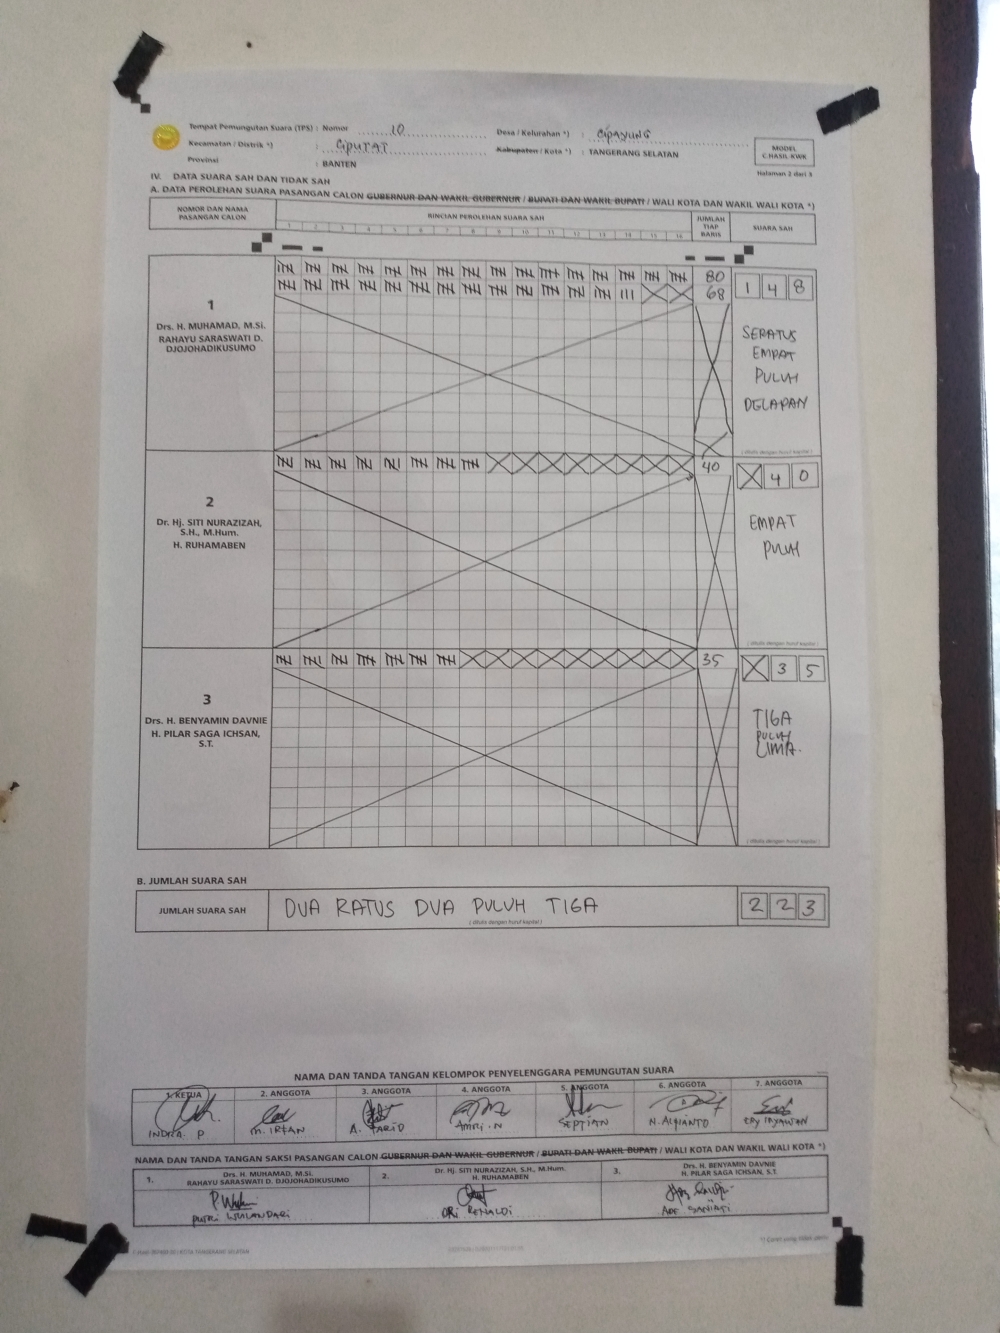 Tempat Pemungutan Suara (TPS) : Nomor 10
Desa / Kelurahan *) : CIPAYUNG
Kecamatan / Distrik *) : CIPUTAT
Kabupaten / Kota *) : TANGERANG SELATAN
Provinsi : BANTEN
MODEL C.HASIL-KWK
Halaman 2 dari 3
IV. DATA SUARA SAH DAN TIDAK SAH
A. DATA PEROLEHAN SUARA PASANGAN CALON GUBERNUR DAN WAKIL GUBERNUR / BUPATI DAN WAKIL BUPATI / WALI KOTA DAN WAKIL WALI KOTA *)
NOMOR DAN NAMA PASANGAN CALON
RINCIAN PEROLEHAN SUARA SAH
JUMLAH TIAP BARIS
SUARA SAH
1 2 3 4 5 6 7 8 9 10 11 12 13 14 15 16
1
Drs. H. MUHAMAD, M.Si.
RAHAYU SARASWATI D. DJOJOHADIKUSUMO
80
68
1 4 8
SERATUS
EMPAT
PULUH
DELAPAN
( ditulis dengan huruf kapital )
2
Dr. Hj. SITI NURAZIZAH, S.H., M.Hum.
H. RUHAMABEN
40
X 4 0
EMPAT
PULUH
( ditulis dengan huruf kapital )
3
Drs. H. BENYAMIN DAVNIE
H. PILAR SAGA ICHSAN, S.T.
35
X 3 5
TIGA
PULUH
LIMA.
( ditulis dengan huruf kapital )
B. JUMLAH SUARA SAH
JUMLAH SUARA SAH
DUA RATUS DUA PULUH TIGA
( ditulis dengan huruf kapital )
2 2 3
NAMA DAN TANDA TANGAN KELOMPOK PENYELENGGARA PEMUNGUTAN SUARA
1. KETUA
2. ANGGOTA
3. ANGGOTA
4. ANGGOTA
5. ANGGOTA
6. ANGGOTA
7. ANGGOTA
INDRA. P
M. IRFAN
A. FARID
AMRI. N
SEPTIAN
N. ALFIANTO
ERY IRYAWAN
NAMA DAN TANDA TANGAN SAKSI PASANGAN CALON GUBERNUR DAN WAKIL GUBERNUR / BUPATI DAN WAKIL BUPATI / WALI KOTA DAN WAKIL WALI KOTA *)
1. Drs. H. MUHAMAD, M.Si.
RAHAYU SARASWATI D. DJOJOHADIKUSUMO
2. Dr. Hj. SITI NURAZIZAH, S.H., M.Hum.
H. RUHAMABEN
3. Drs. H. BENYAMIN DAVNIE
H. PILAR SAGA ICHSAN, S.T.
PUTRI WULANDARI
ORI RENALDI
ADE
*) Coret yang tidak perlu